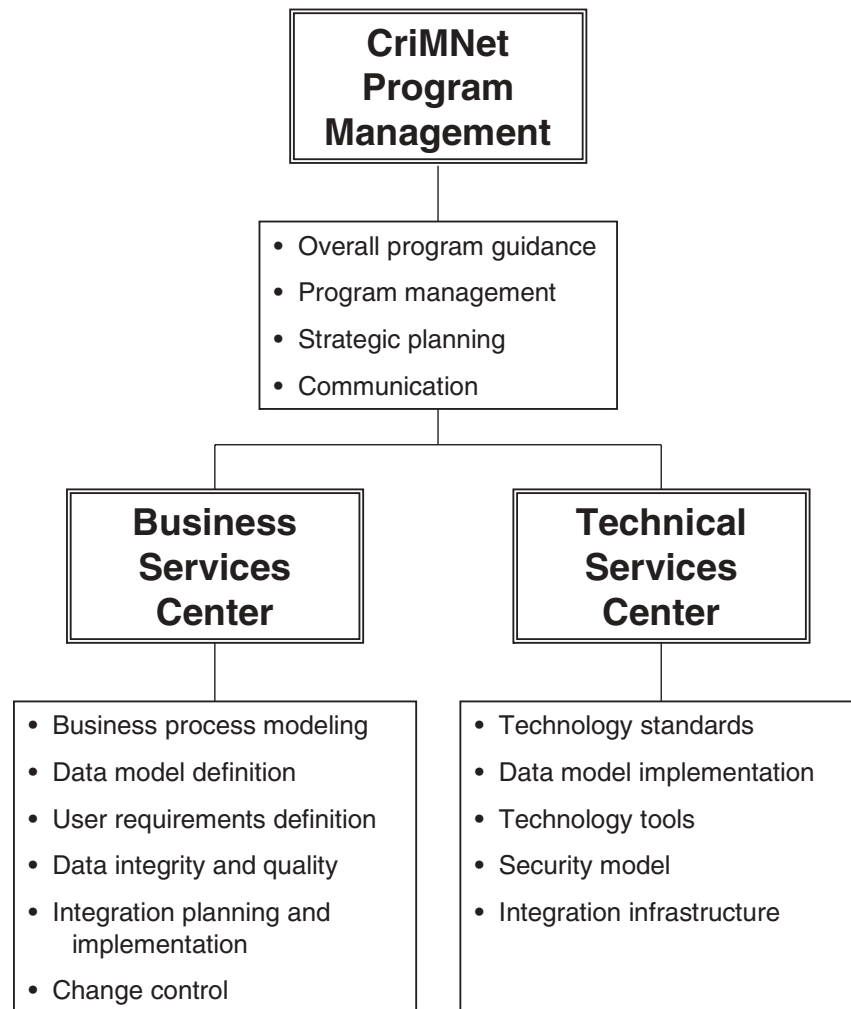 CriMNet
Program
Management
• Overall program guidance
• Program management
• Strategic planning
• Communication
Business
Services
Center
Technical
Services
Center
• Business process modeling
• Data model definition
• User requirements definition
• Data integrity and quality
• Integration planning and
implementation
• Change control
• Technology standards
• Data model implementation
• Technology tools
• Security model
• Integration infrastructure